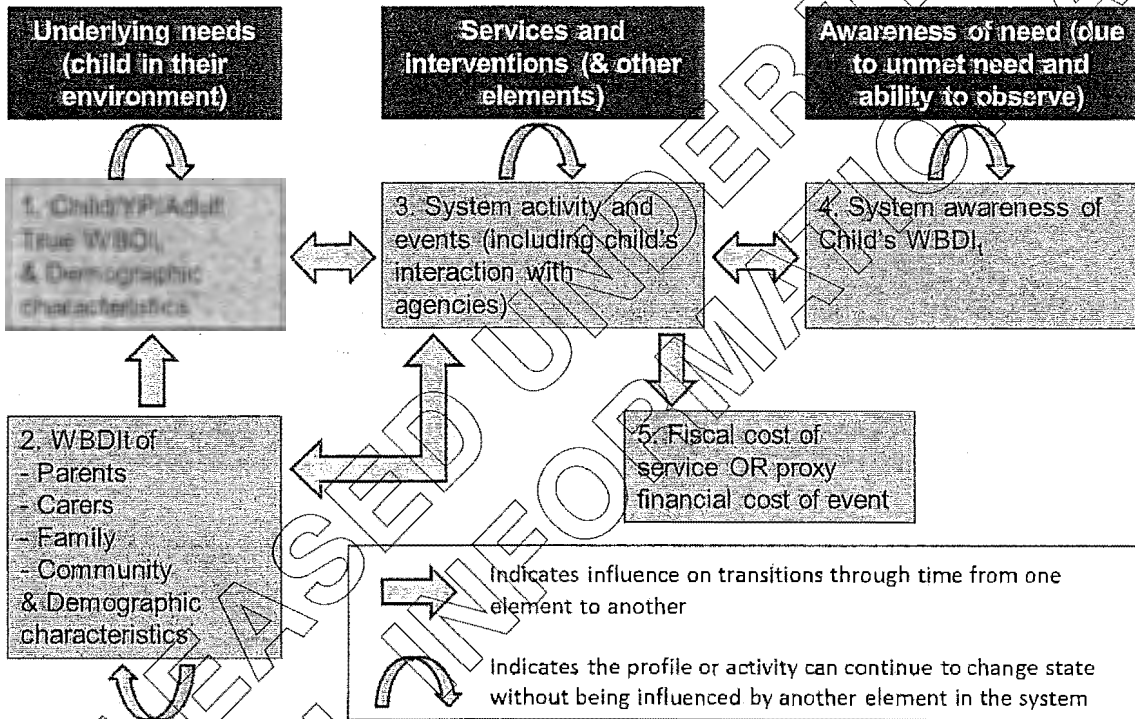 Underlying needs
(child in their
environment)
Services and
interventions (& other
elements)
Awareness of need (due
to unmet need and
ability to observe)
1. Child/YP/Adult
True WBDI,
& Demographic
characteristics
3. System activity and
events (including child's
interaction with
agencies)
4. System awareness of
Child's WBDIt
2. WBDIt of
- Parents
- Carers
- Family
- Community
& Demographic
characteristics
5. Fiscal cost of
service OR proxy
financial cost of event
Indicates influence on transitions through time from one
element to another
Indicates the profile or activity can continue to change state
without being influenced by another element in the system
EASED UNDER
INFORMATION